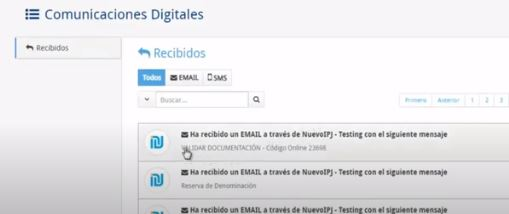 Comunicaciones Digitales
Recibidos
Recibidos
Todos EMAIL SMS
Buscar...
Primero Anterior 1 2 3
Ha recibido un EMAIL a través de NuevoIPJ - Testing con el siguiente mensaje
VALIDAR DOCUMENTACIÓN - Código Online 23698
Ha recibido un EMAIL a través de NuevoIPJ - Testing con el siguiente mensaje
Reserva de Denominación
Ha recibido un EMAIL a través de NuevoIPJ - Testing con el siguiente mensaje